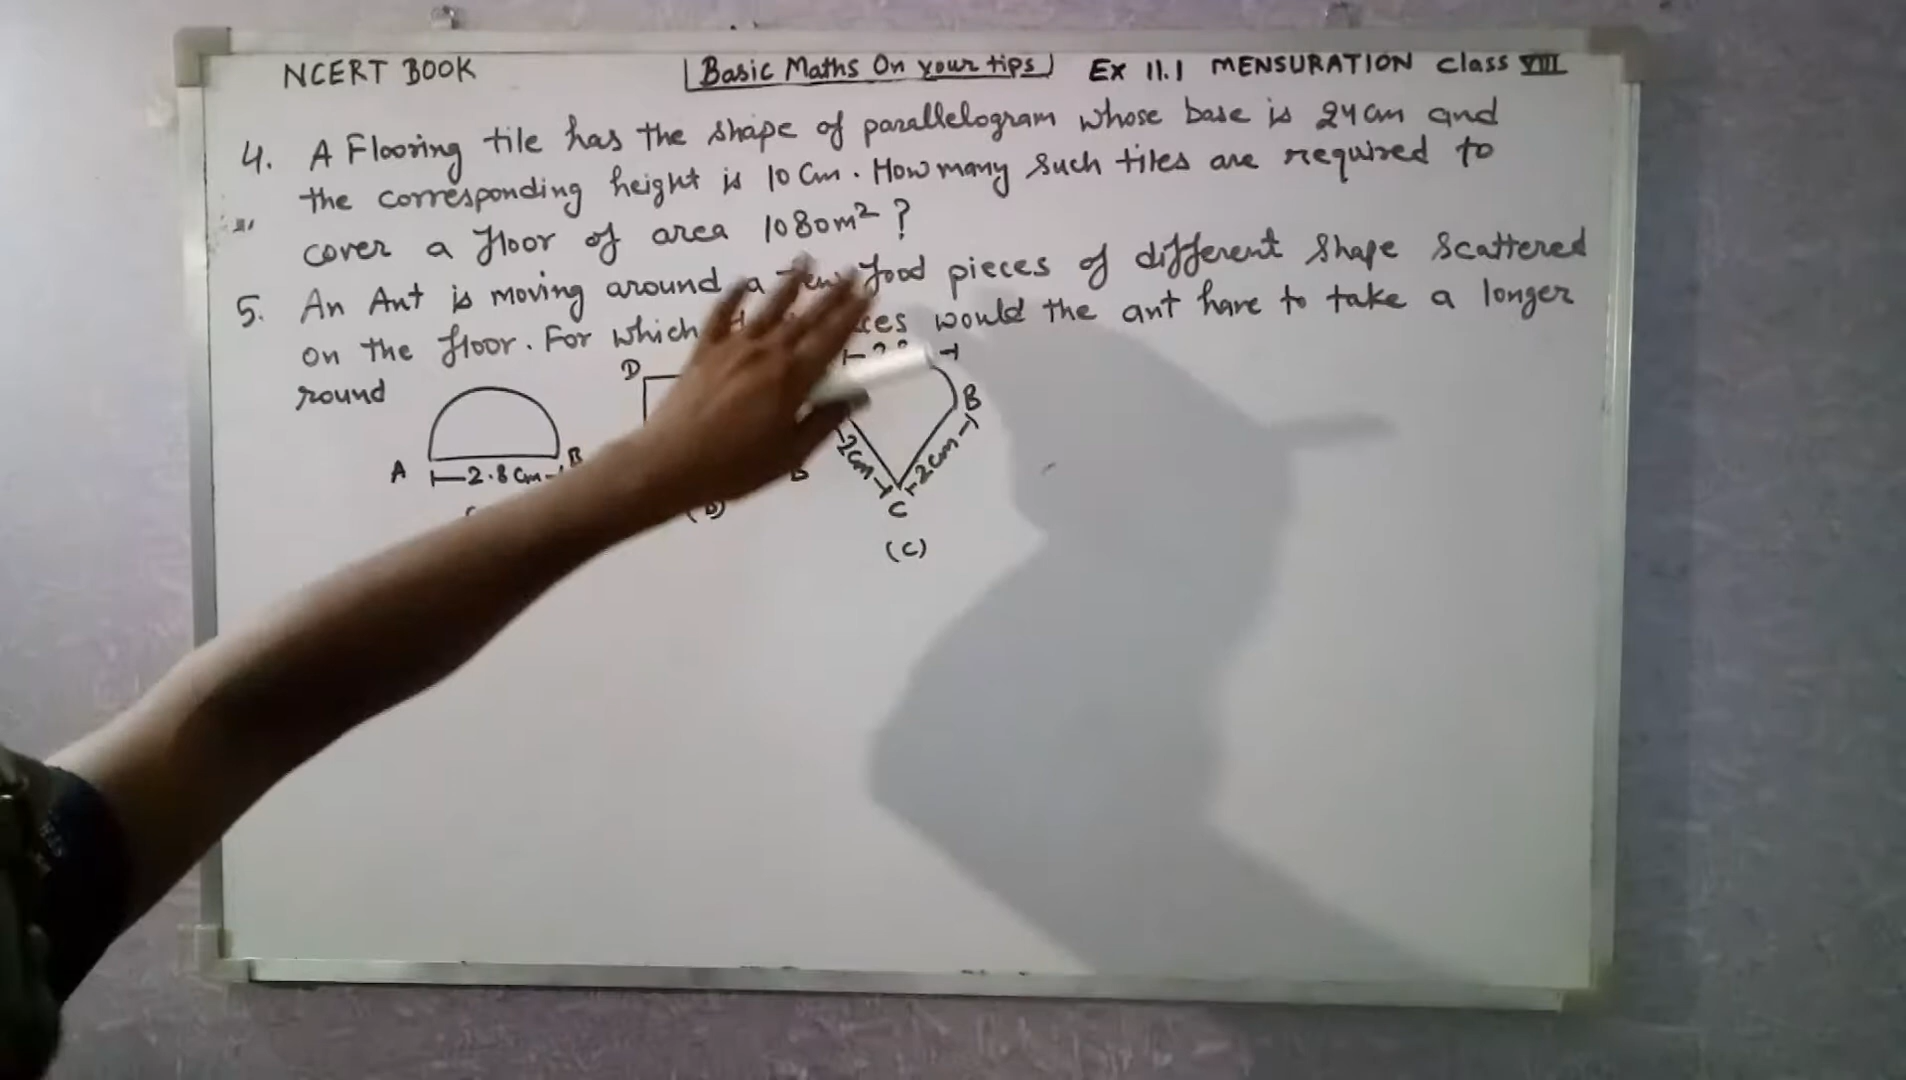 NCERT BOOK
Basic Maths On your tips
Ex 11.1 MENSURATION Class VIII
4. A Flooring tile has the shape of parallelogram whose base is 24cm and
the corresponding height is 10 Cm. How many such tiles are required to
cover a floor of area 1080m² ?
5. An Ant is moving around a few food pieces of different Shape Scattered
on the floor. For which would the ant have to take a longer
round
D
B
A
2.8 Cm
B
B
2cm
2cm
C
(b)
(C)